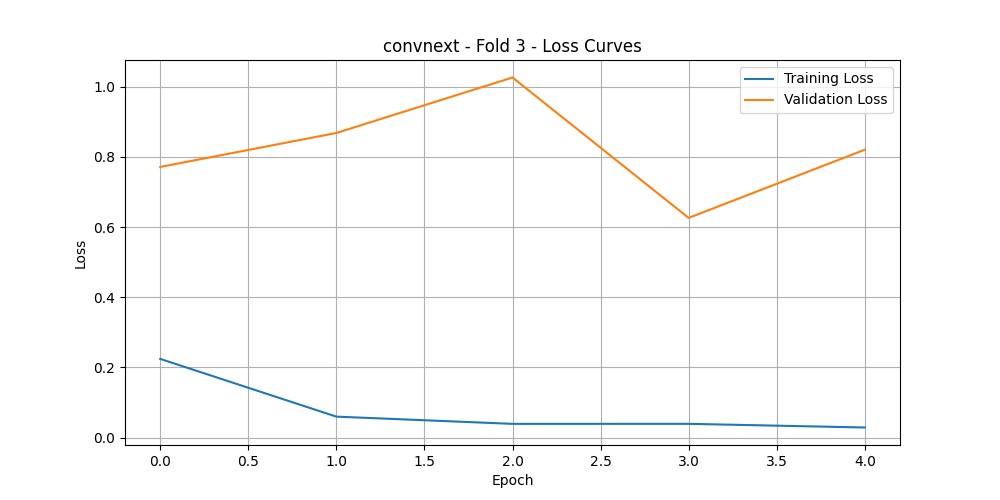 convnext - Fold 3 - Loss Curves
Training Loss
Validation Loss
Loss
1.0
0.8
0.6
0.4
0.2
0.0
0.0 0.5 1.0 1.5 2.0 2.5 3.0 3.5 4.0
Epoch